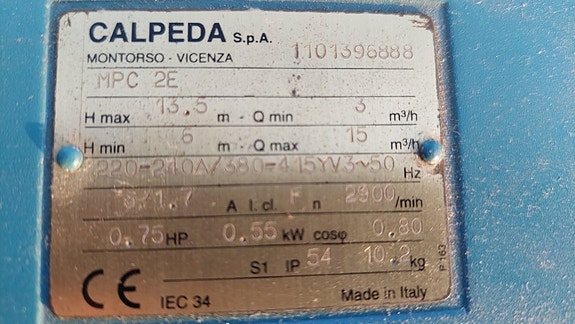 CALPEDA S.p.A. 1101396888
MONTORSO - VICENZA
MPC 2E
H max 13.5 m - Q min 3 m³/h
H min 6 m - Q max 15 m³/h
220-240Δ/380-415YV3~50 Hz
3/1.7 A I. cl. F n 2900 /min
0.75 HP 0.55 kW cosφ 0.80
S1 IP 54 10.2 kg
CE IEC 34 Made in Italy
P 163